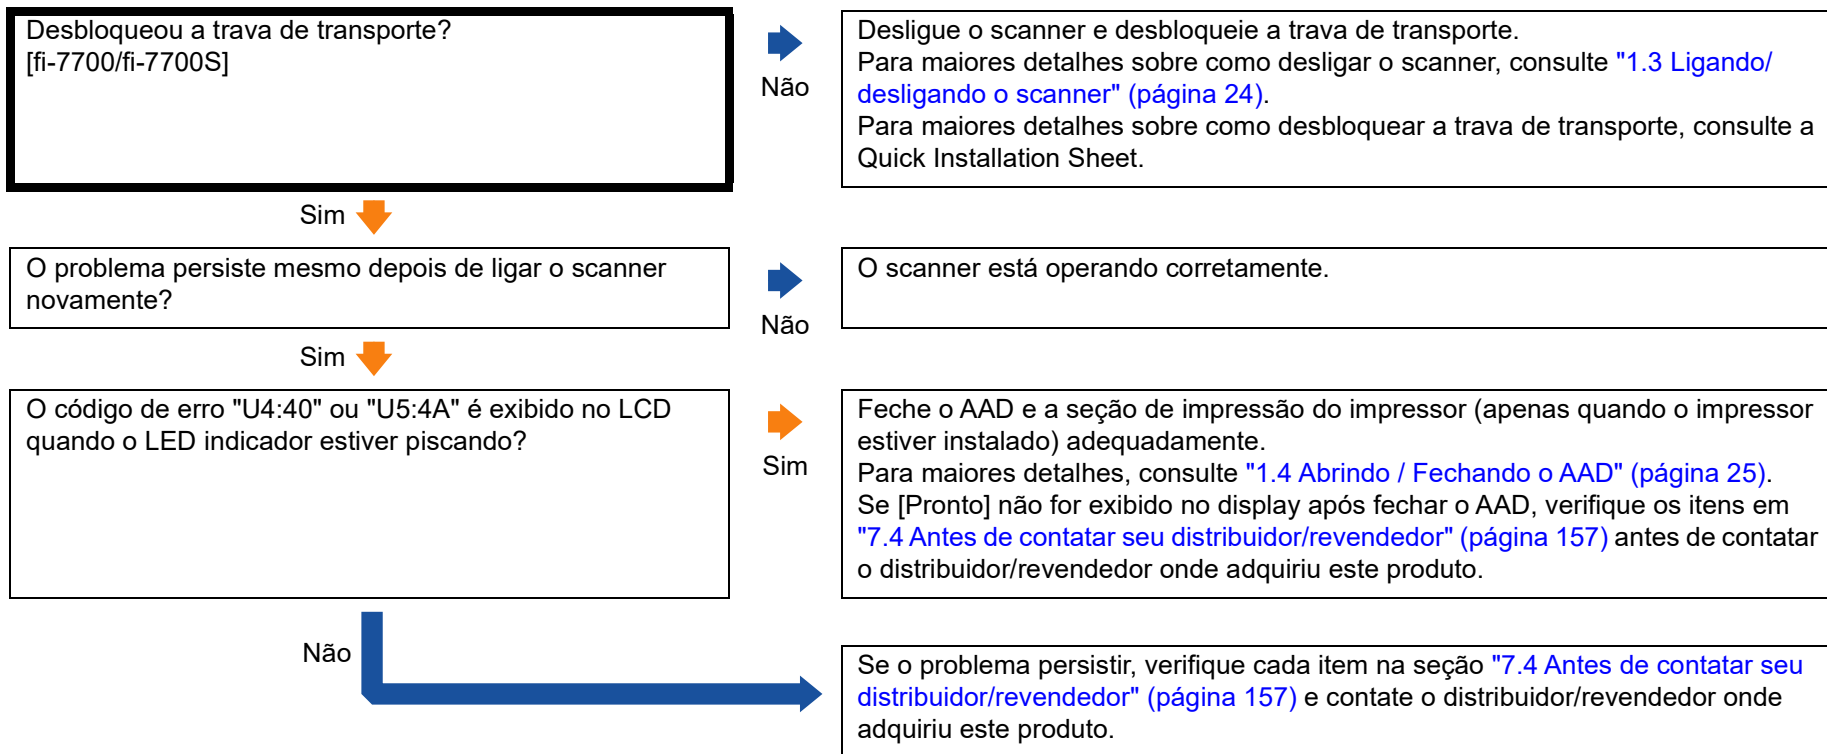 Desbloqueou a trava de transporte?
[fi-7700/fi-7700S]
Não
Desligue o scanner e desbloqueie a trava de transporte.
Para maiores detalhes sobre como desligar o scanner, consulte "1.3 Ligando/
desligando o scanner" (página 24).
Para maiores detalhes sobre como desbloquear a trava de transporte, consulte a
Quick Installation Sheet.
Sim
O problema persiste mesmo depois de ligar o scanner
novamente?
Não
O scanner está operando corretamente.
Sim
O código de erro "U4:40" ou "U5:4A" é exibido no LCD
quando o LED indicador estiver piscando?
Sim
Feche o AAD e a seção de impressão do impressor (apenas quando o impressor
estiver instalado) adequadamente.
Para maiores detalhes, consulte "1.4 Abrindo / Fechando o AAD" (página 25).
Se [Pronto] não for exibido no display após fechar o AAD, verifique os itens em
"7.4 Antes de contatar seu distribuidor/revendedor" (página 157) antes de contatar
o distribuidor/revendedor onde adquiriu este produto.
Não
Se o problema persistir, verifique cada item na seção "7.4 Antes de contatar seu
distribuidor/revendedor" (página 157) e contate o distribuidor/revendedor onde
adquiriu este produto.